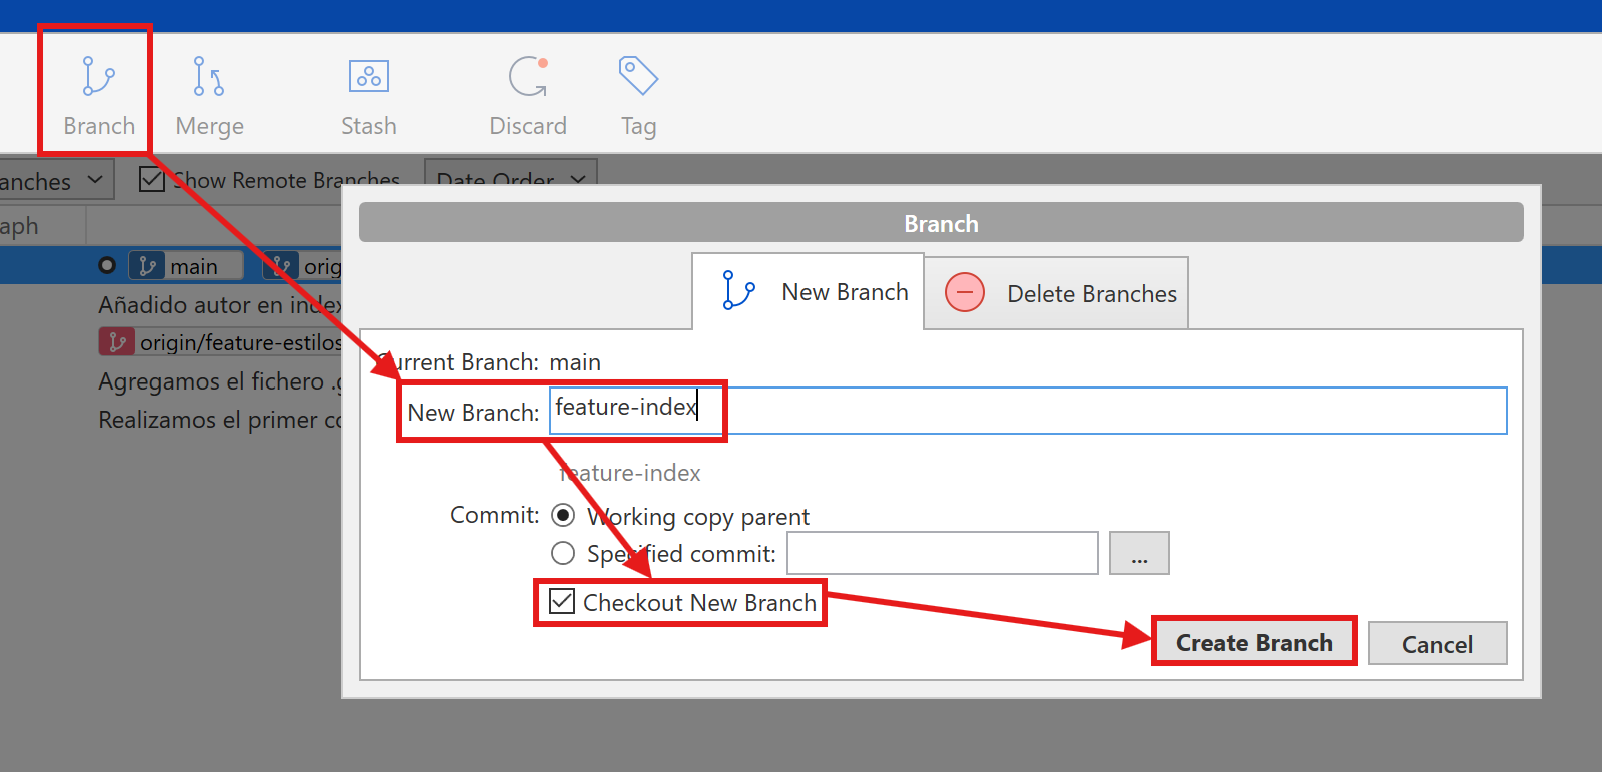 Branch
Merge
Stash
Discard
Tag
anches
Show Remote Branches
Date Order
aph
main
orig
Añadido autor en index
origin/feature-estilos
Agregamos el fichero .g
Realizamos el primer co
Branch
New Branch
Delete Branches
Current Branch: main
New Branch: feature-index
feature-index
Commit: Working copy parent
Specified commit: ...
Checkout New Branch
Create Branch
Cancel